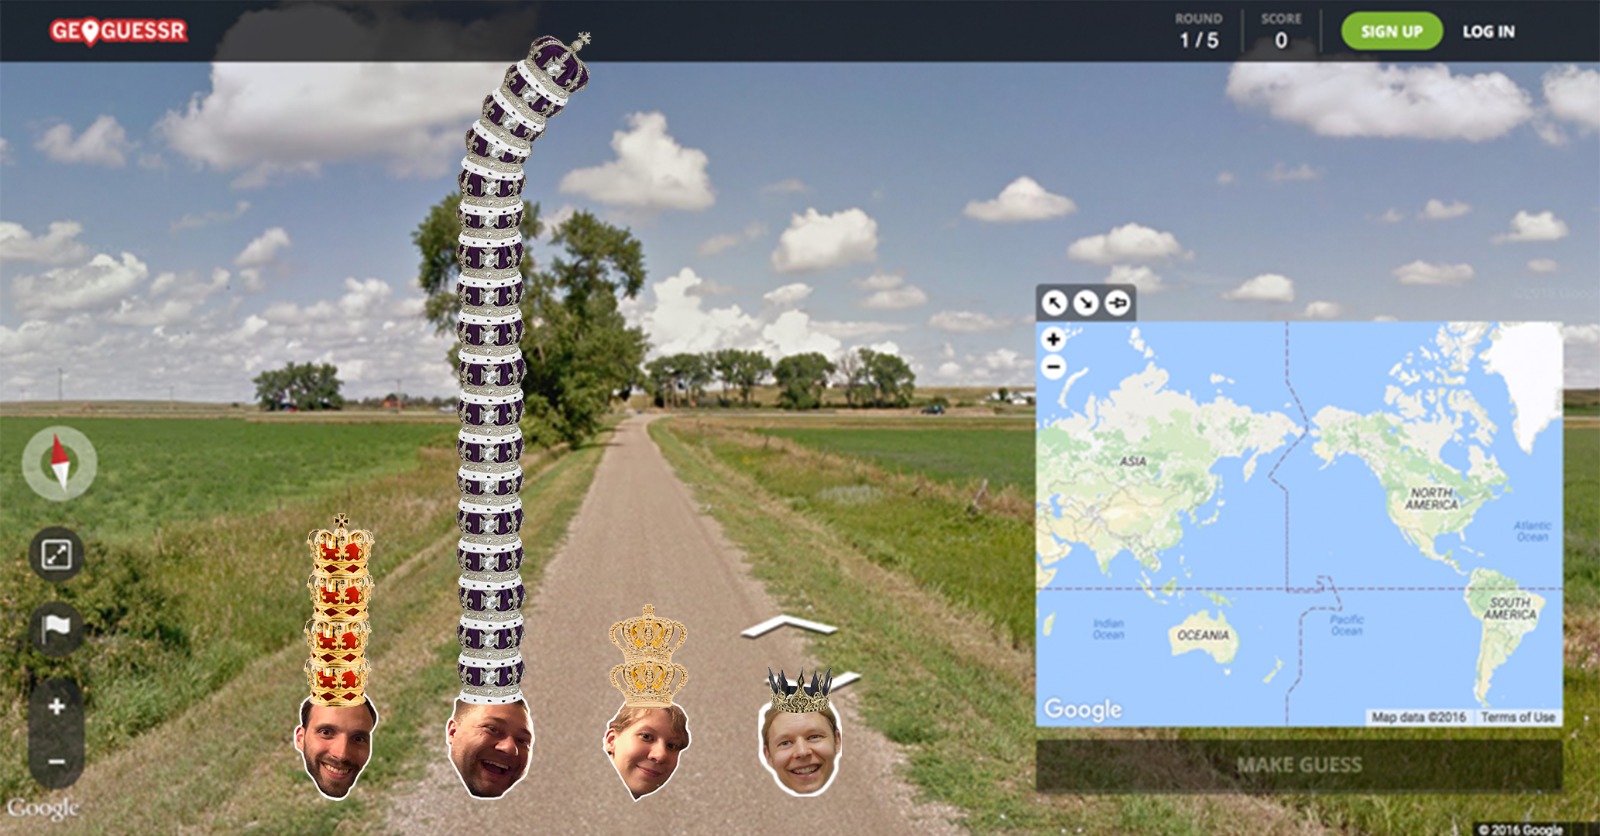 GEOGUESSR
ROUND
1 / 5
SCORE
0
SIGN UP
LOG IN
ASIA
NORTH
AMERICA
Atlantic
Ocean
Indian
Ocean
OCEANIA
Pacific
Ocean
SOUTH
AMERICA
Google
Map data ©2016
Terms of Use
MAKE GUESS
Google
© 2016 Google